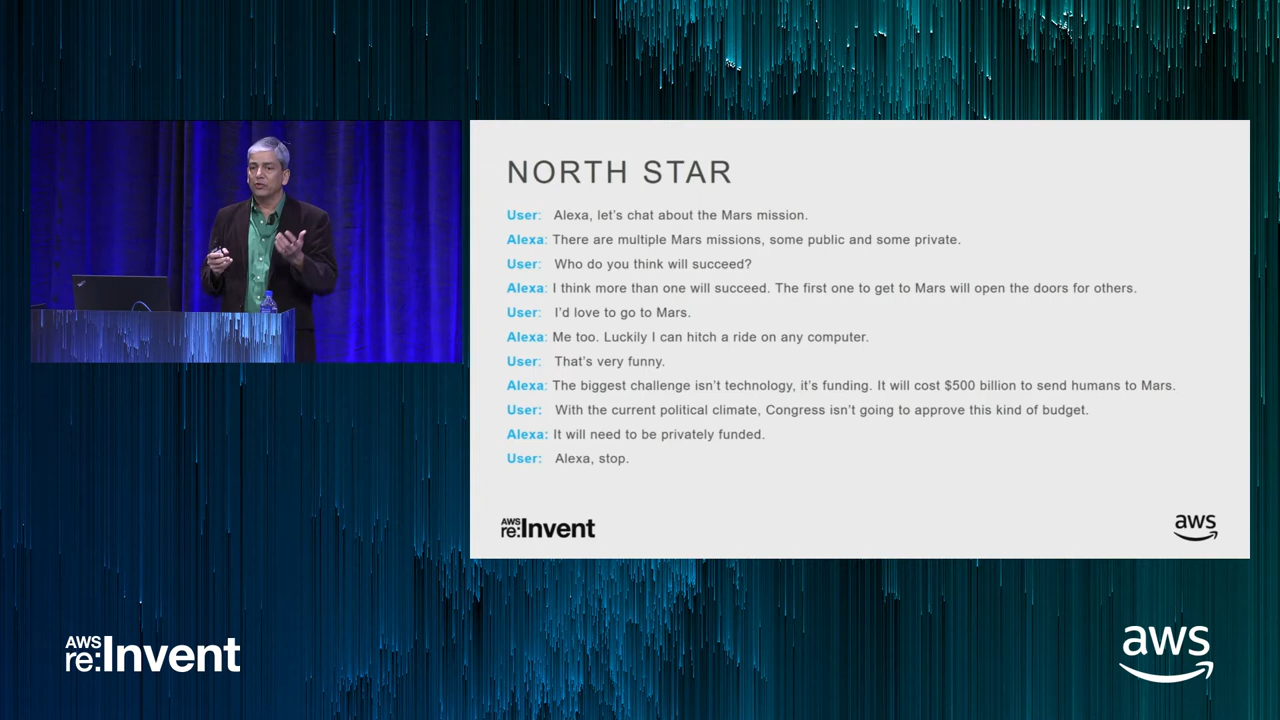 NORTH STAR
User: Alexa, let's chat about the Mars mission.
Alexa: There are multiple Mars missions, some public and some private.
User: Who do you think will succeed?
Alexa: I think more than one will succeed. The first one to get to Mars will open the doors for others.
User: I'd love to go to Mars.
Alexa: Me too. Luckily I can hitch a ride on any computer.
User: That's very funny.
Alexa: The biggest challenge isn't technology, it's funding. It will cost $500 billion to send humans to Mars.
User: With the current political climate, Congress isn't going to approve this kind of budget.
Alexa: It will need to be privately funded.
User: Alexa, stop.
AWS
re:Invent
aws
AWS
re:Invent
aws